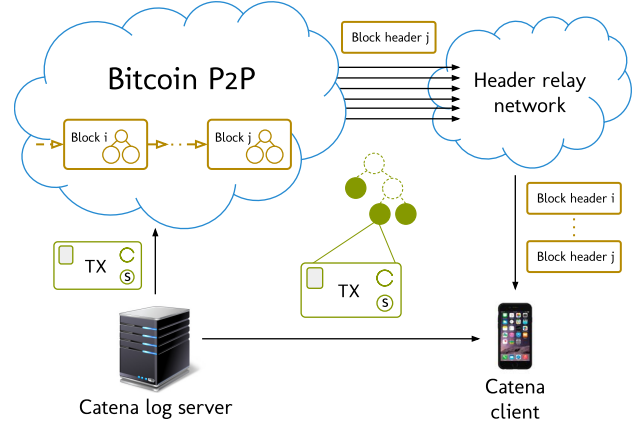 Block header j
Bitcoin P2P
Header relay
network
Block i
Block j
Block header i
Block header j
TX
S
TX
S
Catena log server
Catena
client